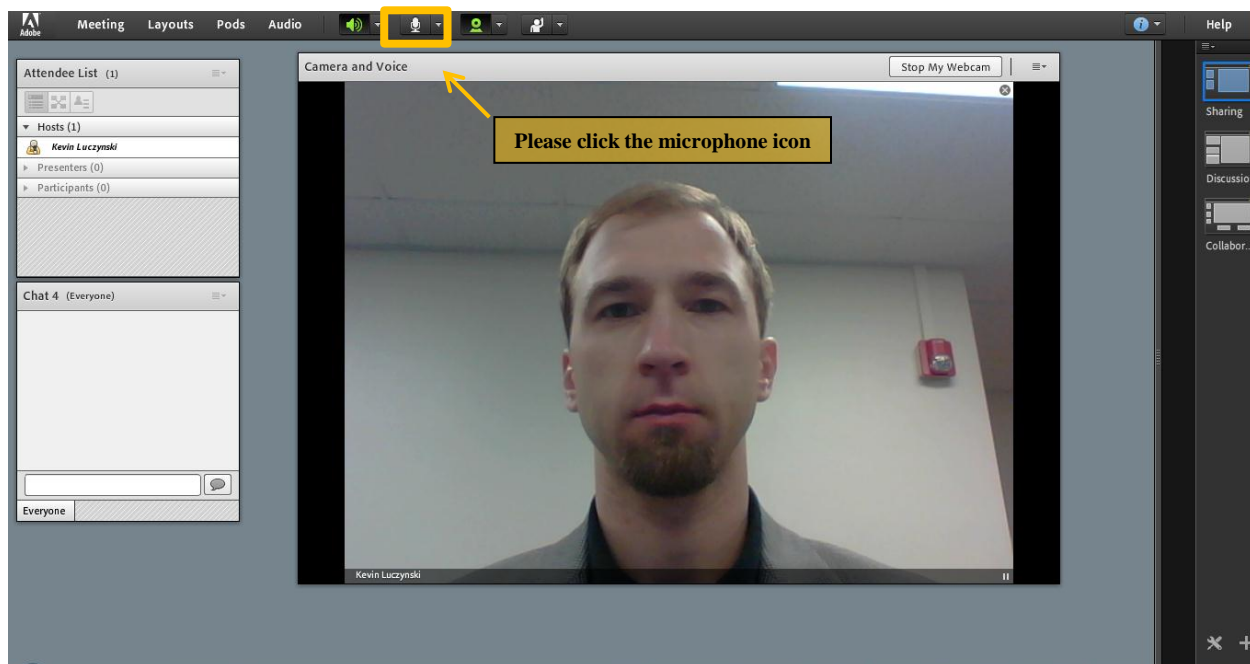 Adobe Meeting Layouts Pods Audio Help
Attendee List (1)
Hosts (1)
Kevin Luczynski
Presenters (0)
Participants (0)
Chat 4 (Everyone)
Everyone
Camera and Voice Stop My Webcam
Please click the microphone icon
Kevin Luczynski
Sharing
Discussio
Collabor...